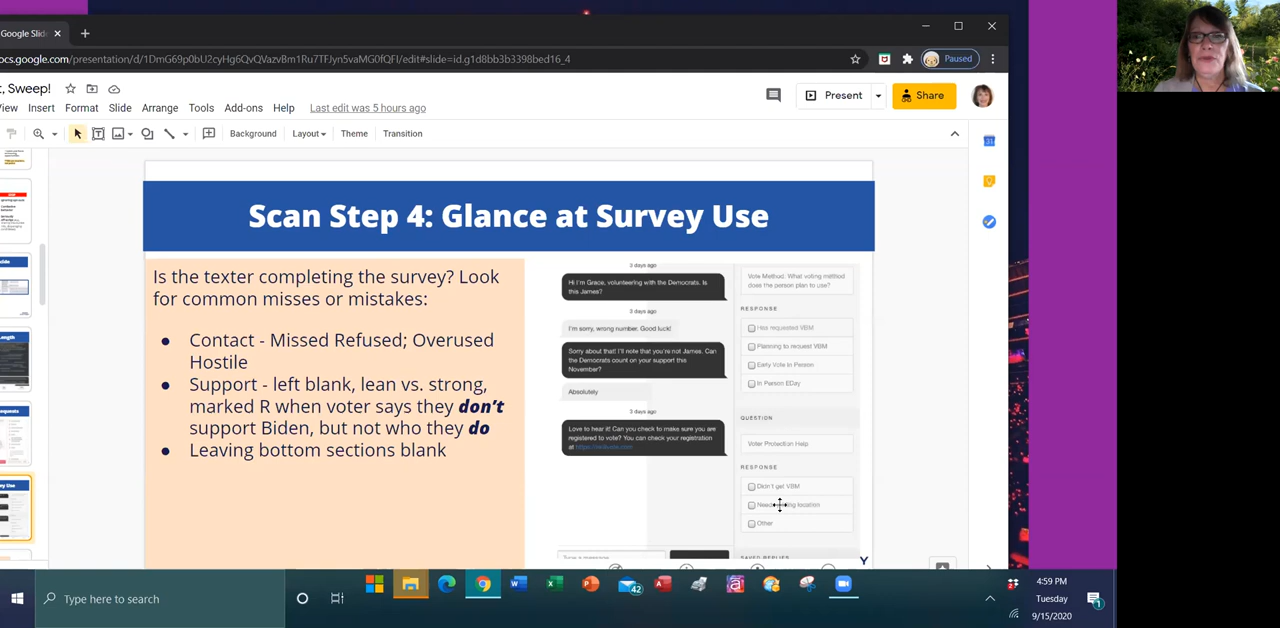 Google Slid
ocs.google.com/presentation/d/1DmG69p0bU2cyHg6QvQVazvBm1Ru7TFJyn5vaMG0fQFI/edit#slide=id.g1d8bb3b3398bed16_4
Paused
t, Sweep!
Present
Share
iew Insert Format Slide Arrange Tools Add-ons Help Last edit was 5 hours ago
Background Layout Theme Transition
31
Scan Step 4: Glance at Survey Use
Is the texter completing the survey? Look
for common misses or mistakes:
● Contact - Missed Refused; Overused
Hostile
● Support - left blank, lean vs. strong,
marked R when voter says they don't
support Biden, but not who they do
● Leaving bottom sections blank
3 days ago
Hi I'm Grace, volunteering with the Democrats. Is
this James?
3 days ago
I'm sorry, wrong number. Good luck!
Sorry about that! I'll note that you're not James. Can
the Democrats count on your support this
November?
Absolutely
3 days ago
Love to hear it! Can you check to make sure you are
registered to vote? You can check your registration
at
Type a message
Vote Method: What voting method
does the person plan to use?
RESPONSE
Has requested VBM
Planning to request VBM
Early Vote In Person
In Person EDay
QUESTION
Voter Protection Help
RESPONSE
Didn't get VBM
location
Other
SAVED REPLIES
Y
Type here to search
42
4:59 PM
Tuesday
9/15/2020
1